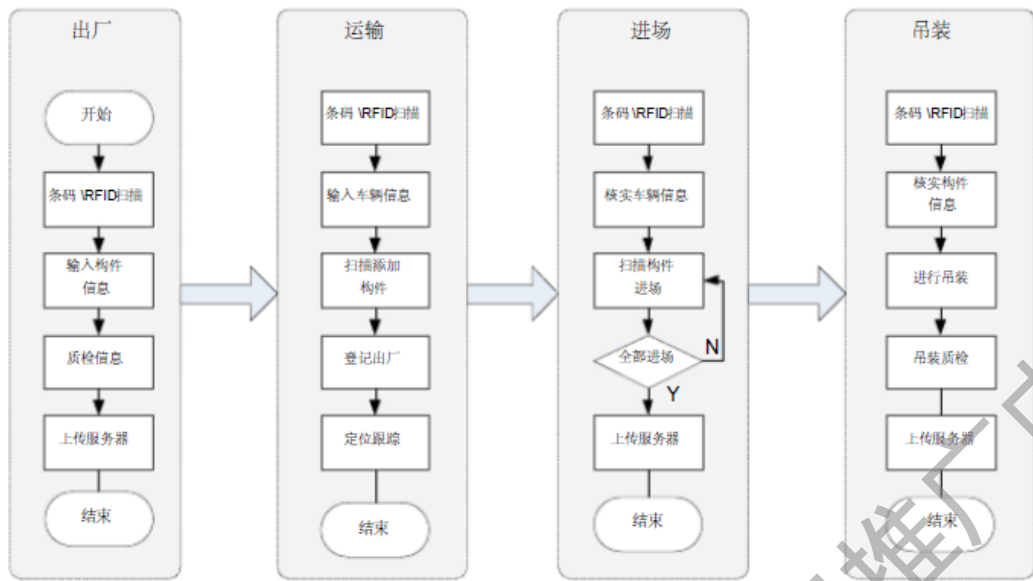 出厂
开始
条码 \RFID扫描
输入构件
信息
质检信息
上传服务器
结束
运输
条码 \RFID扫描
输入车辆信息
扫描添加
构件
登记出厂
定位跟踪
结束
进场
条码 \RFID扫描
核实车辆信息
扫描构件
进场
全部进场
N
Y
上传服务器
结束
吊装
条码 \RFID扫描
核实构件
信息
进行吊装
吊装质检
上传服务器
结束
推广